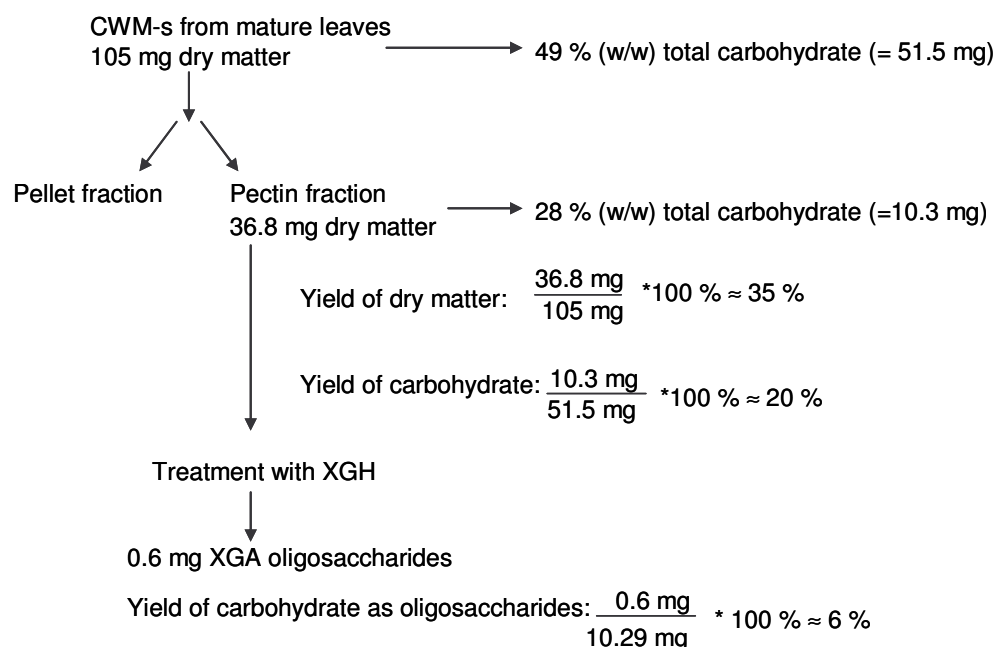 CWM-s from mature leaves
105 mg dry matter
49 % (w/w) total carbohydrate (= 51.5 mg)
Pellet fraction
Pectin fraction
36.8 mg dry matter
28 % (w/w) total carbohydrate (=10.3 mg)
Yield of dry matter:
36.8 mg
105 mg
*100 % ≈ 35 %
Yield of carbohydrate:
10.3 mg
51.5 mg
*100 % ≈ 20 %
Treatment with XGH
0.6 mg XGA oligosaccharides
Yield of carbohydrate as oligosaccharides:
0.6 mg
10.29 mg
* 100 % ≈ 6 %